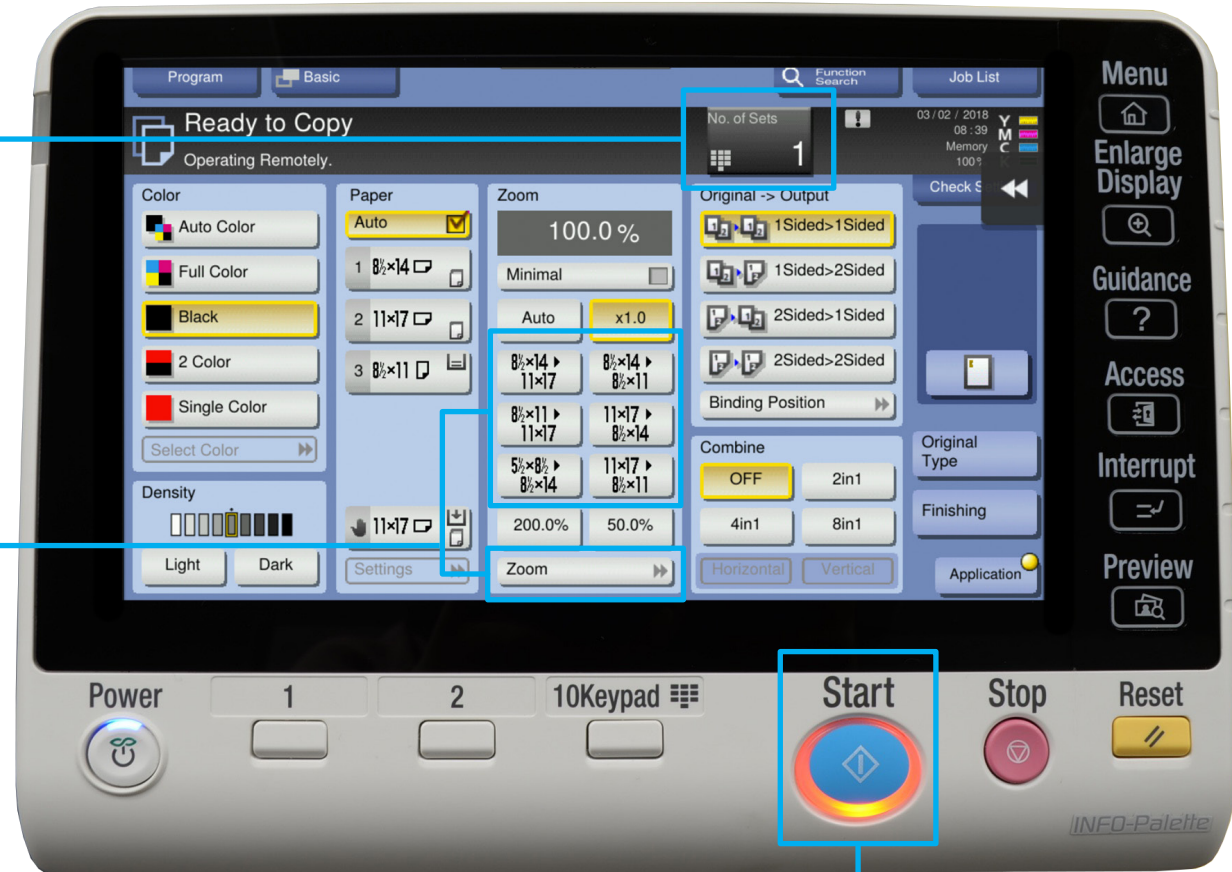 Program
Basic
Function
Search
Job List
Ready to Copy
Operating Remotely.
No. of Sets
1
03 / 02 / 2018
08 : 39
Memory
100%
Y
M
C
K
Color
Auto Color
Full Color
Black
2 Color
Single Color
Select Color
Density
Light
Dark
Paper
Auto
1 8½×14
2 11×17
3 8½×11
11×17
Settings
Zoom
100.0 %
Minimal
Auto
x1.0
8½×14 ▸
11×17
8½×14 ▸
8½×11
8½×11 ▸
11×17
11×17 ▸
8½×14
5½×8½ ▸
8½×14
11×17 ▸
8½×11
200.0%
50.0%
Zoom
Original -> Output
1Sided>1Sided
1Sided>2Sided
2Sided>1Sided
2Sided>2Sided
Binding Position
Combine
OFF
2in1
4in1
8in1
Horizontal
Vertical
Check
Original
Type
Finishing
Application
Menu
Enlarge
Display
Guidance
?
Access
Interrupt
Preview
Power
1
2
10Keypad
Start
Stop
Reset
INFO-Palette